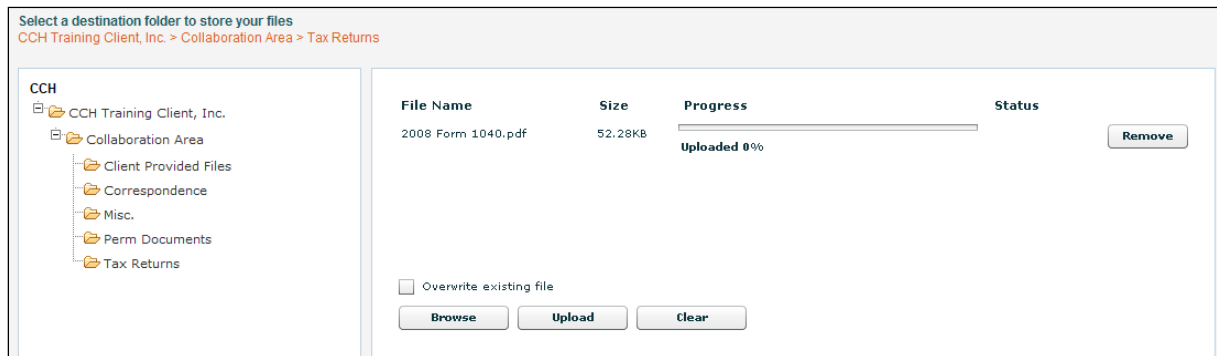 Select a destination folder to store your files
CCH Training Client, Inc. > Collaboration Area > Tax Returns
CCH
CCH Training Client, Inc.
Collaboration Area
Client Provided Files
Correspondence
Misc.
Perm Documents
Tax Returns
File Name Size Progress Status
2008 Form 1040.pdf 52.28KB Remove
Uploaded 0%
Overwrite existing file
Browse Upload Clear